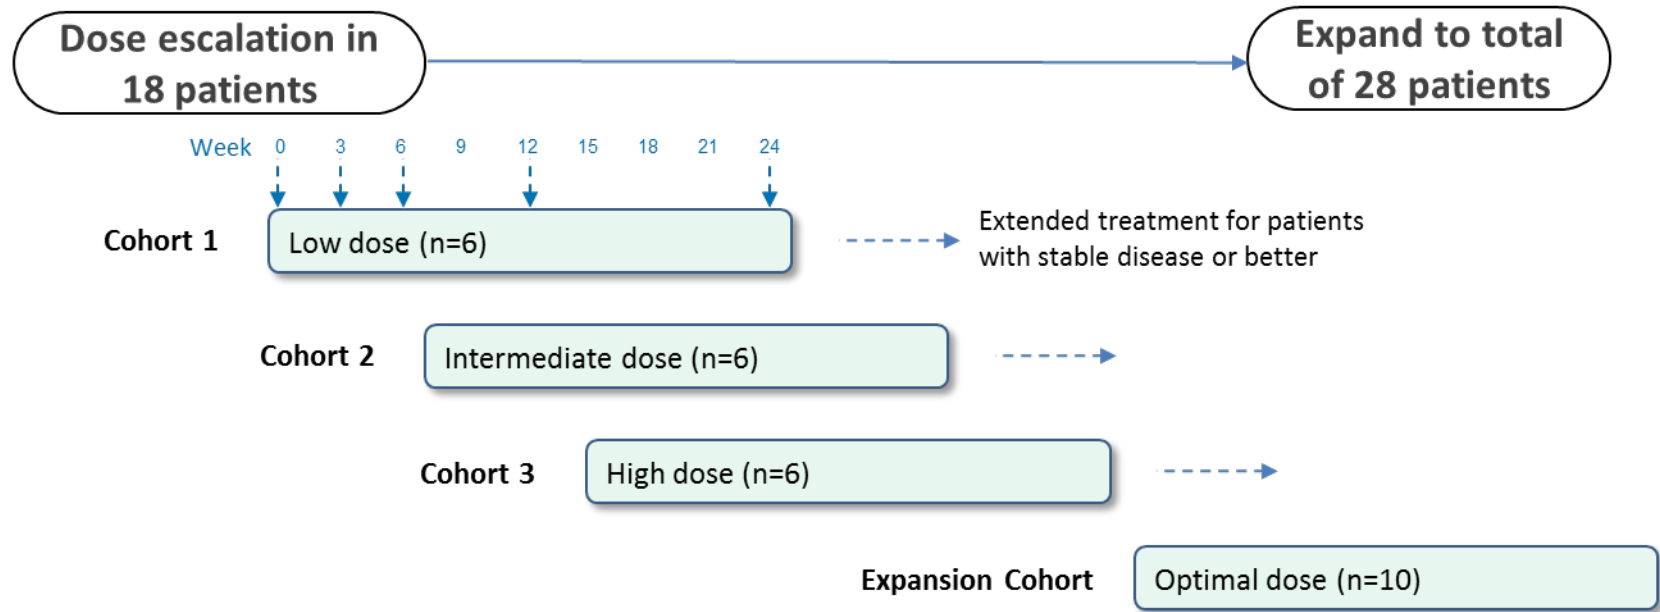 Dose escalation in
18 patients
Expand to total
of 28 patients
Week 0 3 6 9 12 15 18 21 24
Cohort 1
Low dose (n=6)
Extended treatment for patients
with stable disease or better
Cohort 2
Intermediate dose (n=6)
Cohort 3
High dose (n=6)
Expansion Cohort
Optimal dose (n=10)